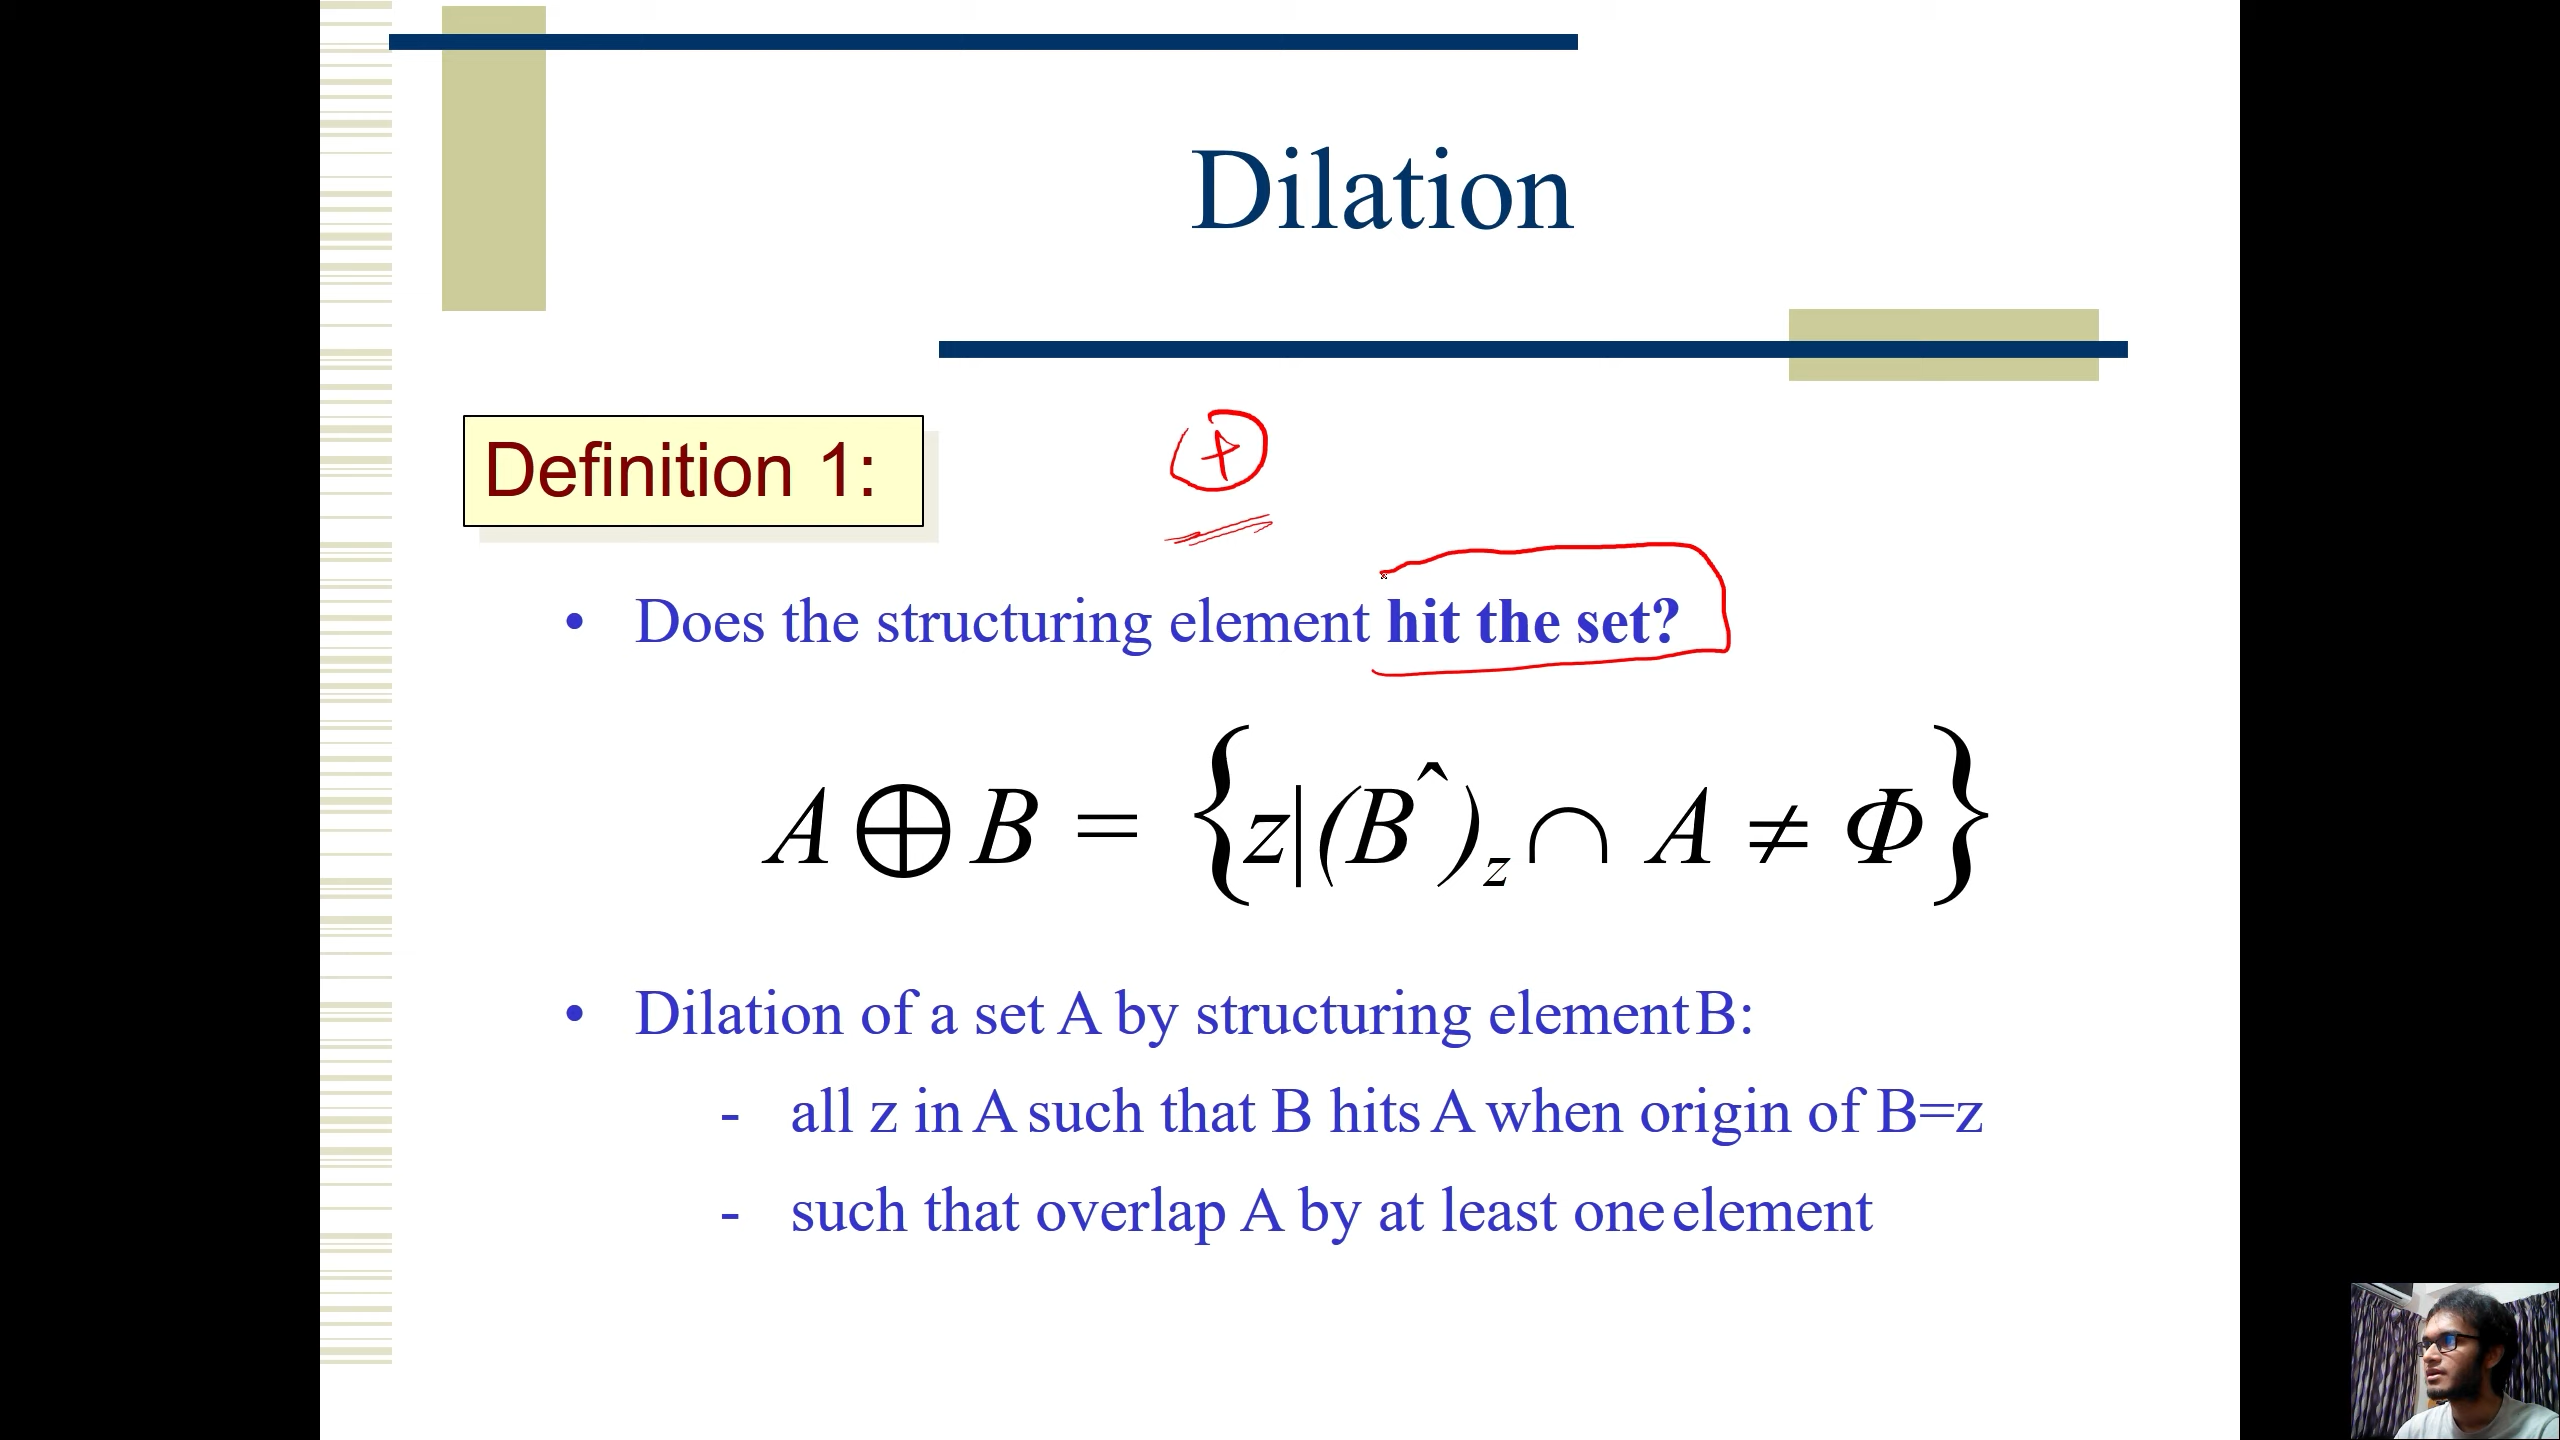 Dilation
Definition 1:
⊕
• Does the structuring element hit the set?
A ⊕ B = {z|(B̂)z ∩ A ≠ Φ}
• Dilation of a set A by structuring element B:
- all z in A such that B hits A when origin of B=z
- such that overlap A by at least one element